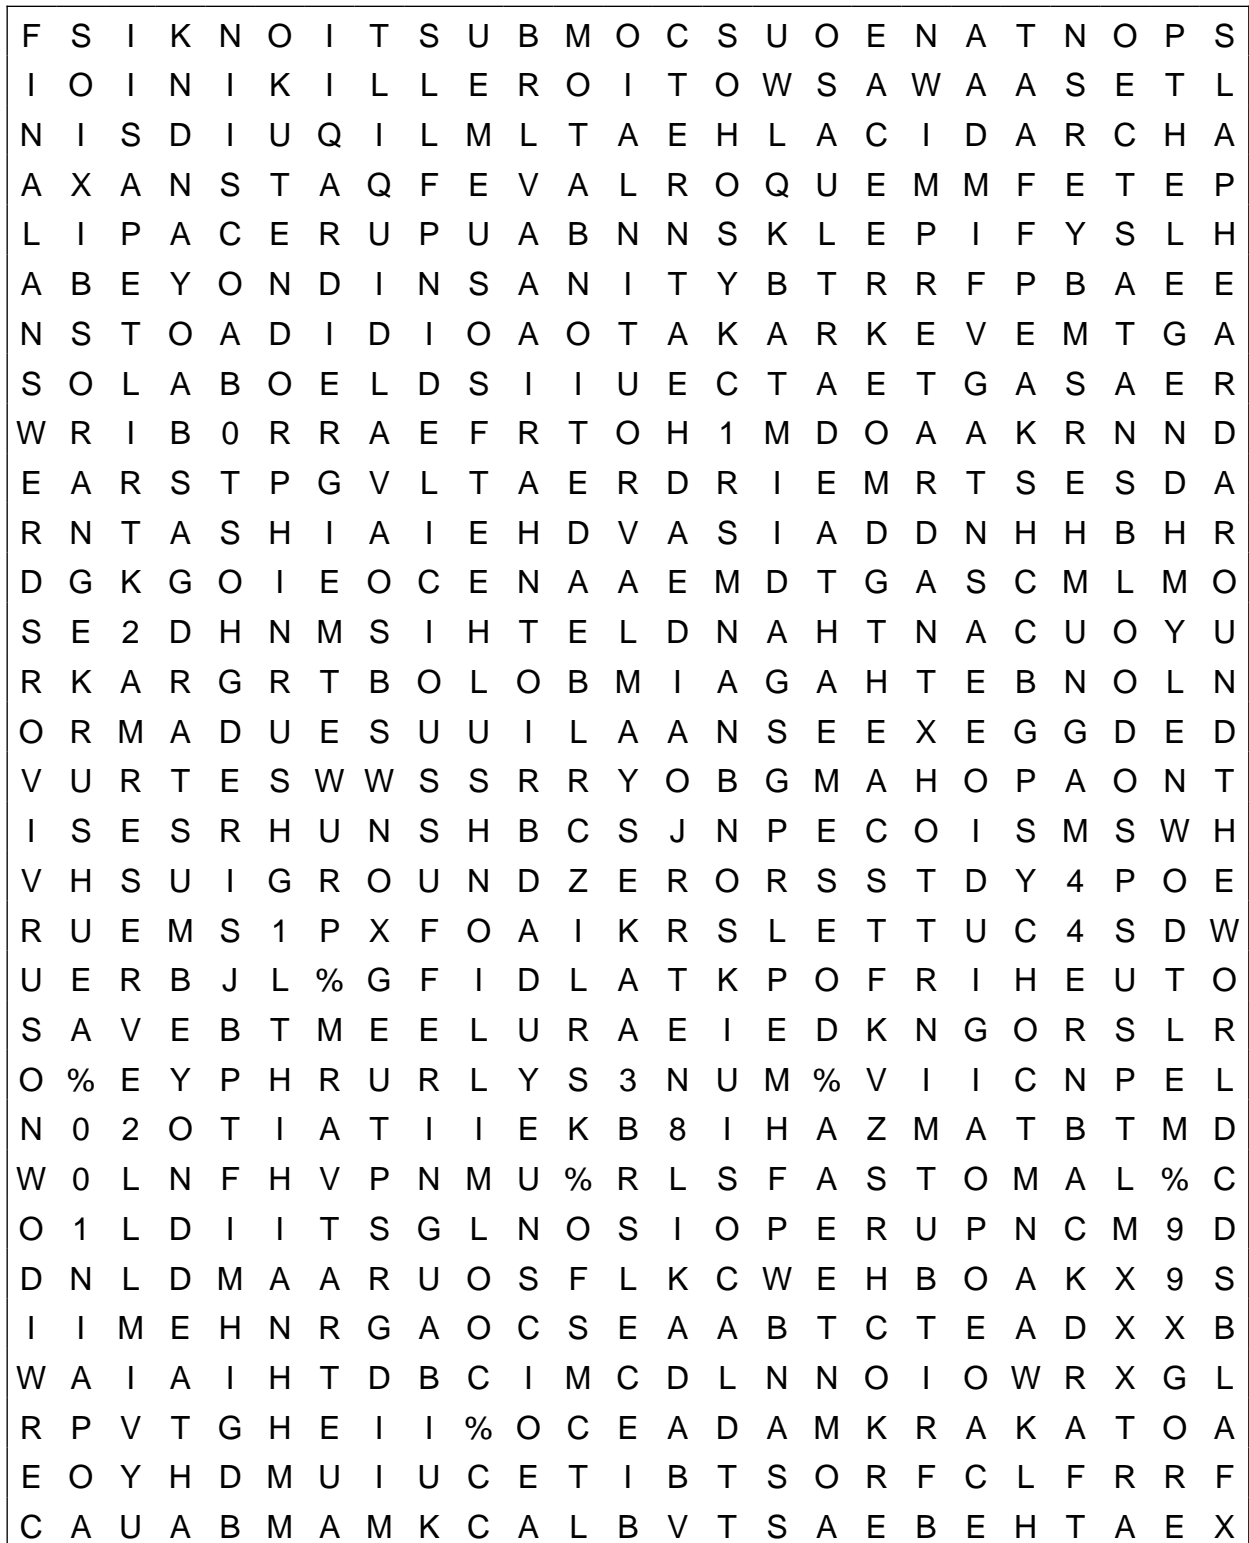 F S I K N O I T S U B M O C S U O E N A T N O P S
I O I N I K I L L E R O I T O W S A W A A S E T L
N I S D I U Q I L M L T A E H L A C I D A R C H A
A X A N S T A Q F E V A L R O Q U E M M F E T E P
L I P A C E R U P U A B N N S K L E P I F Y S L H
A B E Y O N D I N S A N I T Y B T R R F P B A E E
N S T O A D I D I O A O T A K A R K E V E M T G A
S O L A B O E L D S I I U E C T A E T G A S A E R
W R I B 0 R R A E F R T O H 1 M D O A A K R N N D
E A R S T P G V L T A E R D R I E M R T S E S D A
R N T A S H I A I E H D V A S I A D D N H H B H R
D G K G O I E O C E N A A E M D T G A S C M L M O
S E 2 D H N M S I H T E L D N A H T N A C U O Y U
R K A R G R T B O L O B M I A G A H T E B N O L N
O R M A D U E S U U I L A A N S E E X E G G D E D
V U R T E S W W S S R R Y O B G M A H O P A O N T
I S E S R H U N S H B C S J N P E C O I S M S W H
V H S U I G R O U N D Z E R O R S S T D Y 4 P O E
R U E M S 1 P X F O A I K R S L E T T U C 4 S D W
U E R B J L % G F I D L A T K P O F R I H E U T O
S A V E B T M E E L U R A E I E D K N G O R S L R
O % E Y P H R U R L Y S 3 N U M % V I I C N P E L
N 0 2 O T I A T I I E K B 8 I H A Z M A T B T M D
W 0 L N F H V P N M U % R L S F A S T O M A L % C
O 1 L D I I T S G L N O S I O P E R U P N C M 9 D
D N L D M A A R U O S F L K C W E H B O A K X 9 S
I I M E H N R G A O C S E A A B T C T E A D X X B
W A I A I H T D B C I M C D L N N O I O W R X G L
R P V T G H E I I % O C E A D A M K R A K A T O A
E O Y H D M U I U C E T I B T S O R F C L F R R F
C A U A B M A M K C A L B V T S A E B E H T A E X